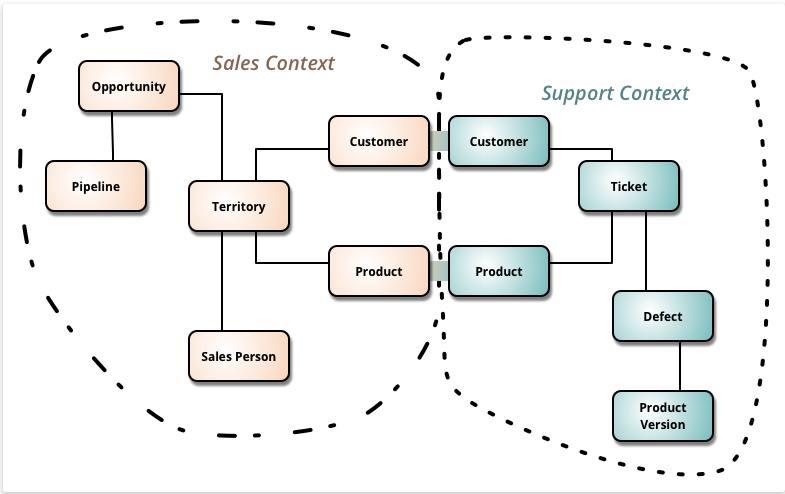 Sales Context
Opportunity
Support Context
Customer
Customer
Pipeline
Ticket
Territory
Product
Product
Defect
Sales Person
Product
Version